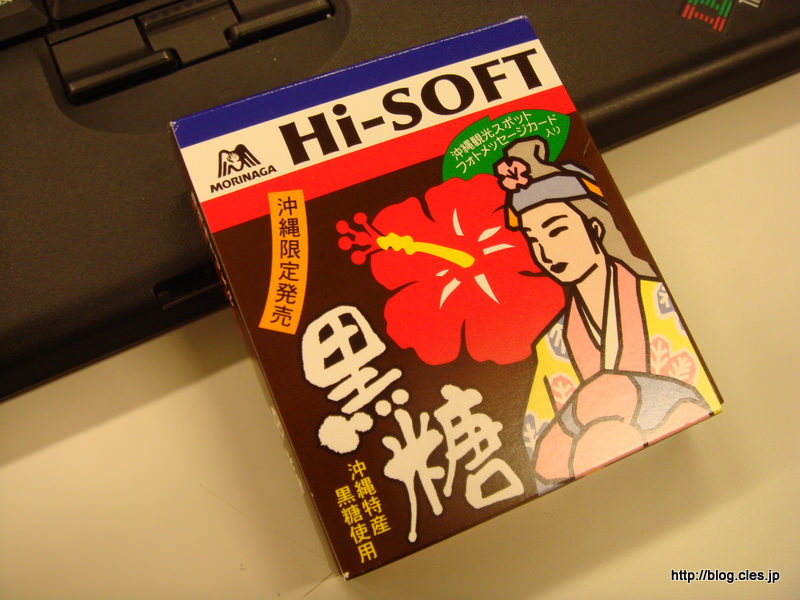 Hi-SOFT
MORINAGA
沖縄観光スポット
フォトメッセージカード
入り
沖縄限定発売
黒糖
沖縄特産
黒糖使用
http://blog.cles.jp